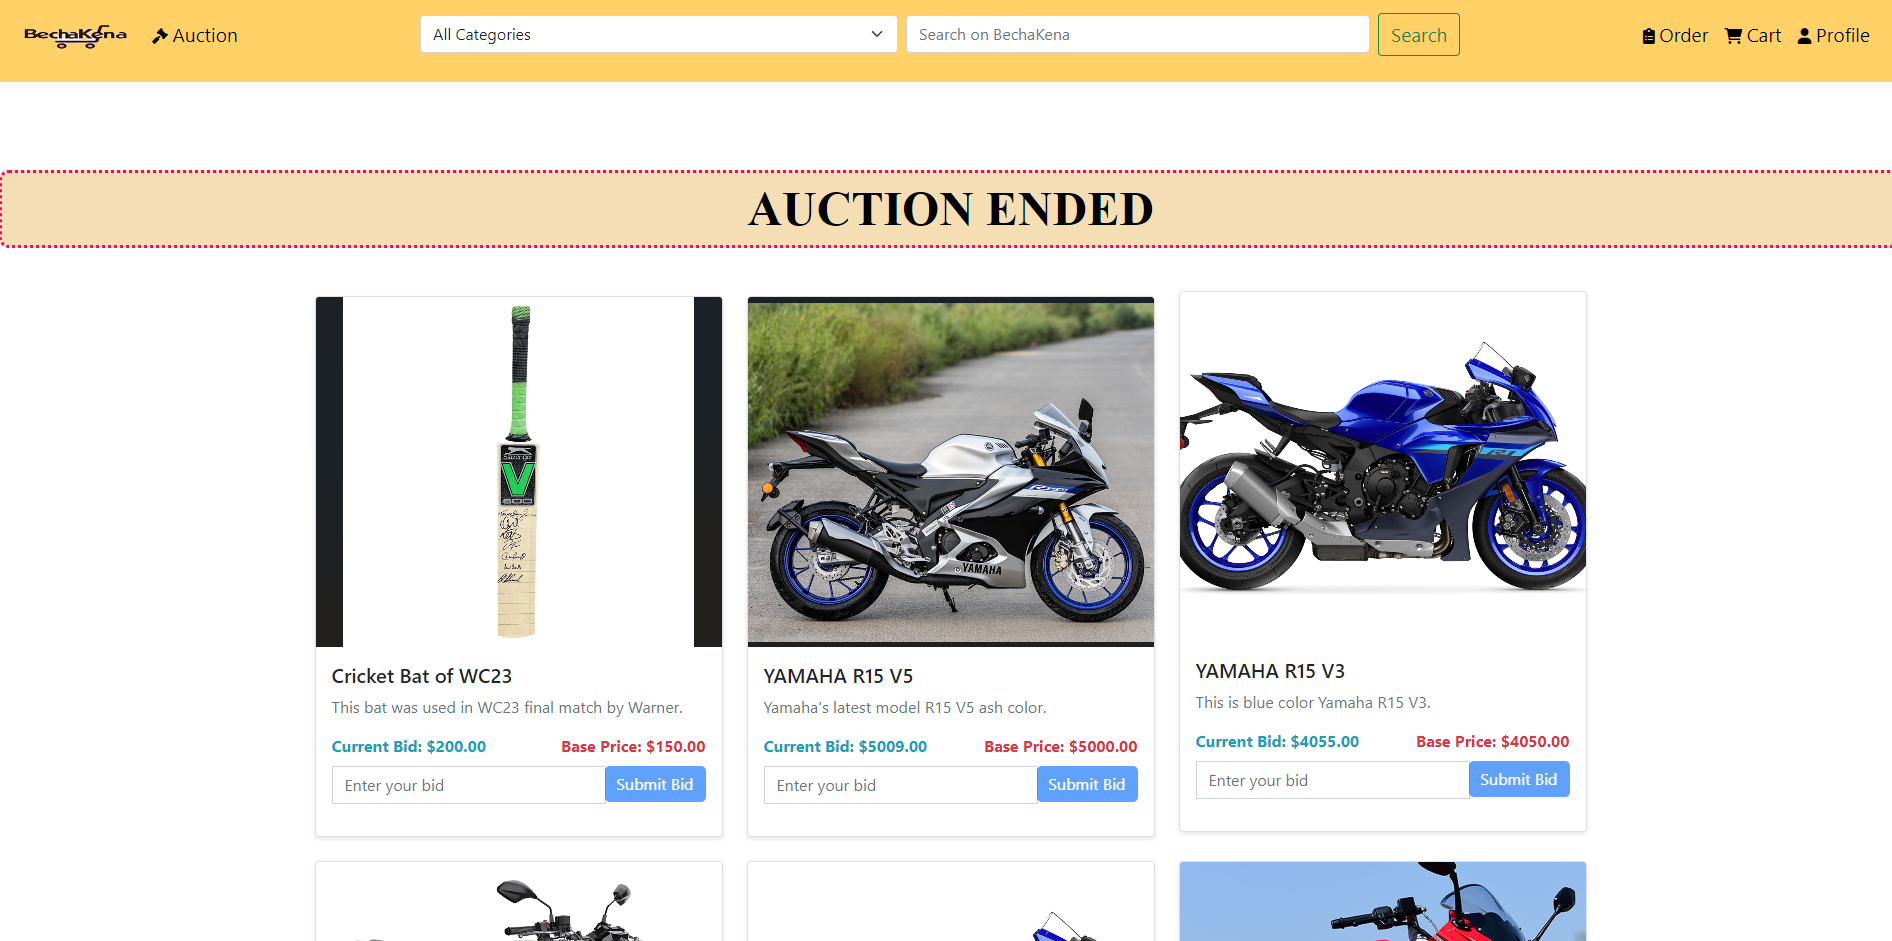 BechaKena
Auction
All Categories
Search on BechaKena
Search
Order
Cart
Profile
AUCTION ENDED
Slazenger
V
YAMAHA
R1
Cricket Bat of WC23
This bat was used in WC23 final match by Warner.
Current Bid: $200.00 Base Price: $150.00
Enter your bid
Submit Bid
YAMAHA R15 V5
Yamaha's latest model R15 V5 ash color.
Current Bid: $5009.00 Base Price: $5000.00
Enter your bid
Submit Bid
YAMAHA R15 V3
This is blue color Yamaha R15 V3.
Current Bid: $4055.00 Base Price: $4050.00
Enter your bid
Submit Bid